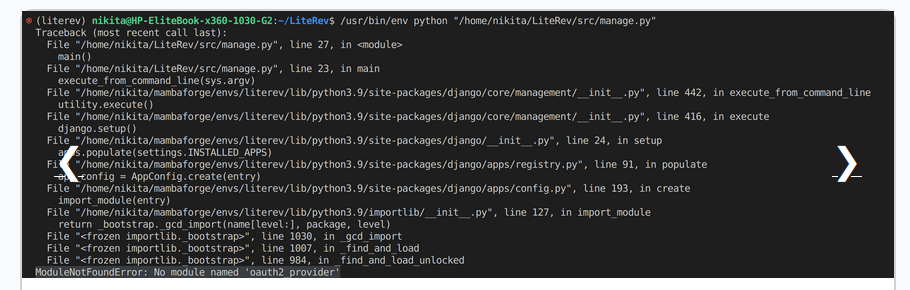 (literev) nikita@HP-EliteBook-x360-1030-G2:~/LiteRev$ /usr/bin/env python "/home/nikita/LiteRev/src/manage.py"
Traceback (most recent call last):
File "/home/nikita/LiteRev/src/manage.py", line 27, in <module>
main()
File "/home/nikita/LiteRev/src/manage.py", line 23, in main
execute_from_command_line(sys.argv)
File "/home/nikita/mambaforge/envs/literev/lib/python3.9/site-packages/django/core/management/__init__.py", line 442, in execute_from_command_line
utility.execute()
File "/home/nikita/mambaforge/envs/literev/lib/python3.9/site-packages/django/core/management/__init__.py", line 416, in execute
django.setup()
File "/home/nikita/mambaforge/envs/literev/lib/python3.9/site-packages/django/__init__.py", line 24, in setup
apps.populate(settings.INSTALLED_APPS)
File "/home/nikita/mambaforge/envs/literev/lib/python3.9/site-packages/django/apps/registry.py", line 91, in populate
app_config = AppConfig.create(entry)
File "/home/nikita/mambaforge/envs/literev/lib/python3.9/site-packages/django/apps/config.py", line 193, in create
import_module(entry)
File "/home/nikita/mambaforge/envs/literev/lib/python3.9/importlib/__init__.py", line 127, in import_module
return _bootstrap._gcd_import(name[level:], package, level)
File "<frozen importlib._bootstrap>", line 1030, in _gcd_import
File "<frozen importlib._bootstrap>", line 1007, in _find_and_load
File "<frozen importlib._bootstrap>", line 984, in _find_and_load_unlocked
ModuleNotFoundError: No module named 'oauth2_provider'